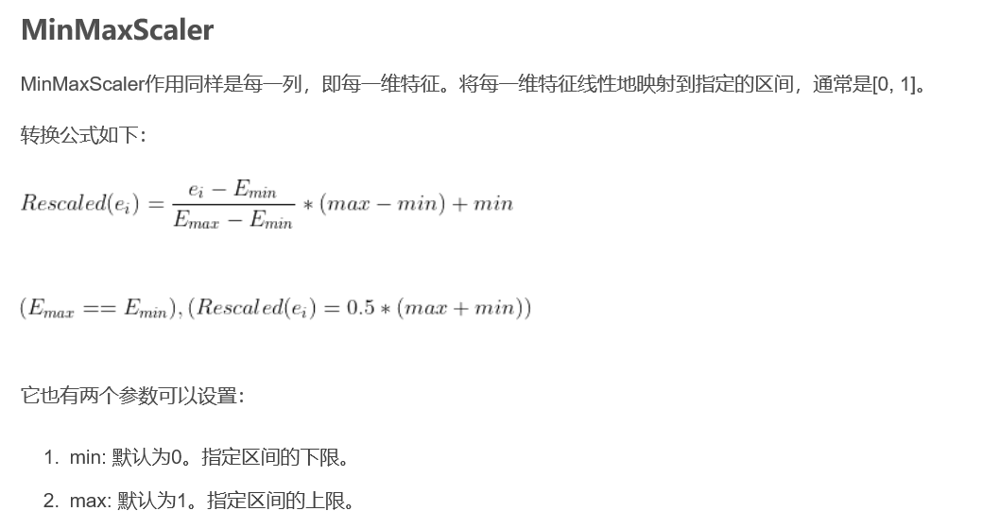 MinMaxScaler
MinMaxScaler作用同样是每一列，即每一维特征。将每一维特征线性地映射到指定的区间，通常是[0, 1]。
转换公式如下：
Rescaled(e_i) = \frac{e_i - E_{min}}{E_{max} - E_{min}} * (max - min) + min
(E_{max} == E_{min}), (Rescaled(e_i) = 0.5 * (max + min))
它也有两个参数可以设置：
1. min: 默认为0。指定区间的下限。
2. max: 默认为1。指定区间的上限。